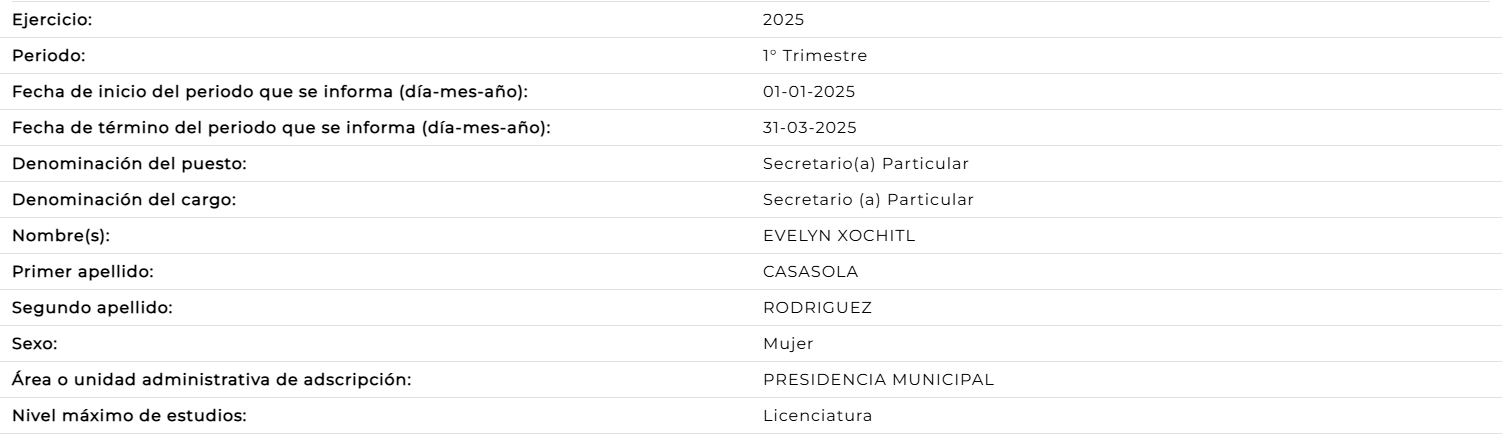 Ejercicio: 2025
Periodo: 1° Trimestre
Fecha de inicio del periodo que se informa (día-mes-año): 01-01-2025
Fecha de término del periodo que se informa (día-mes-año): 31-03-2025
Denominación del puesto: Secretario(a) Particular
Denominación del cargo: Secretario (a) Particular
Nombre(s): EVELYN XOCHITL
Primer apellido: CASASOLA
Segundo apellido: RODRIGUEZ
Sexo: Mujer
Área o unidad administrativa de adscripción: PRESIDENCIA MUNICIPAL
Nivel máximo de estudios: Licenciatura